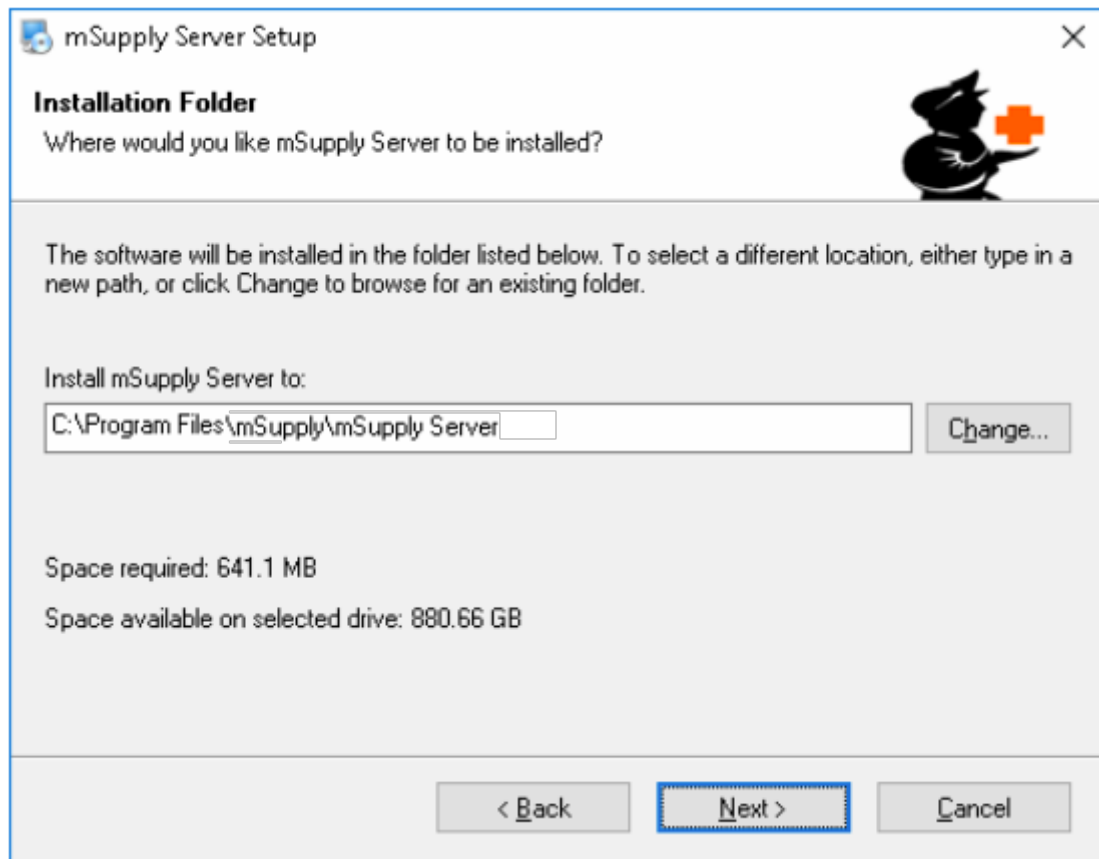 mSupply Server Setup
Installation Folder
Where would you like mSupply Server to be installed?
The software will be installed in the folder listed below. To select a different location, either type in a
new path, or click Change to browse for an existing folder.
Install mSupply Server to:
C:\Program Files\mSupply\mSupply Server
Change...
Space required: 641.1 MB
Space available on selected drive: 880.66 GB
< Back
Next >
Cancel